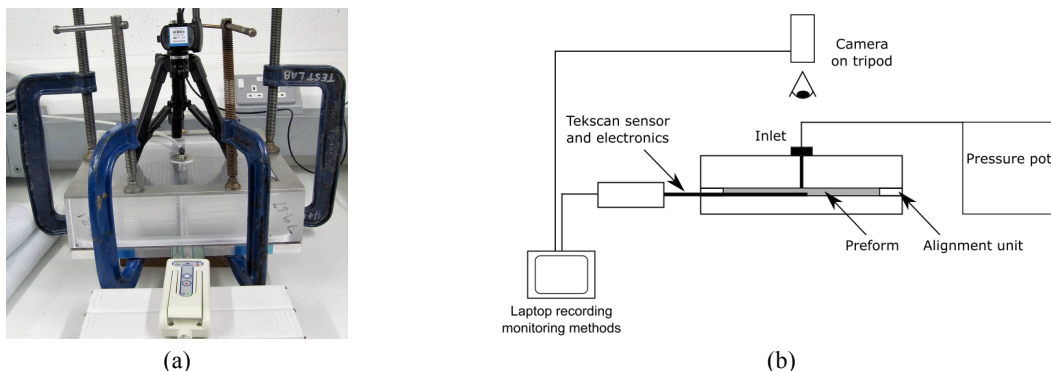 TEST LAB
Camera
on tripod
Tekscan sensor
and electronics
Inlet
Pressure pot
Preform
Alignment unit
Laptop recording
monitoring methods
(a)
(b)